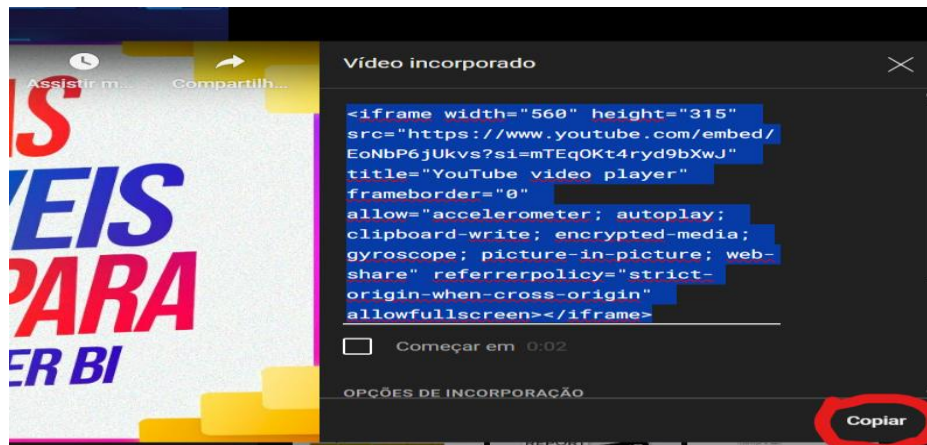 Assistir m...
Compartilh...
IS
EIS
PARA
ER BI
Vídeo incorporado
<iframe width="560" height="315"
src="https://www.youtube.com/embed/
EoNbP6jUkvs?si=mTEqOKt4ryd9bXwJ"
title="YouTube video player"
frameborder="0"
allow="accelerometer; autoplay;
clipboard-write; encrypted-media;
gyroscope; picture-in-picture; web-
share" referrerpolicy="strict-
origin-when-cross-origin"
allowfullscreen></iframe>
Começar em 0:02
OPÇÕES DE INCORPORAÇÃO
Copiar